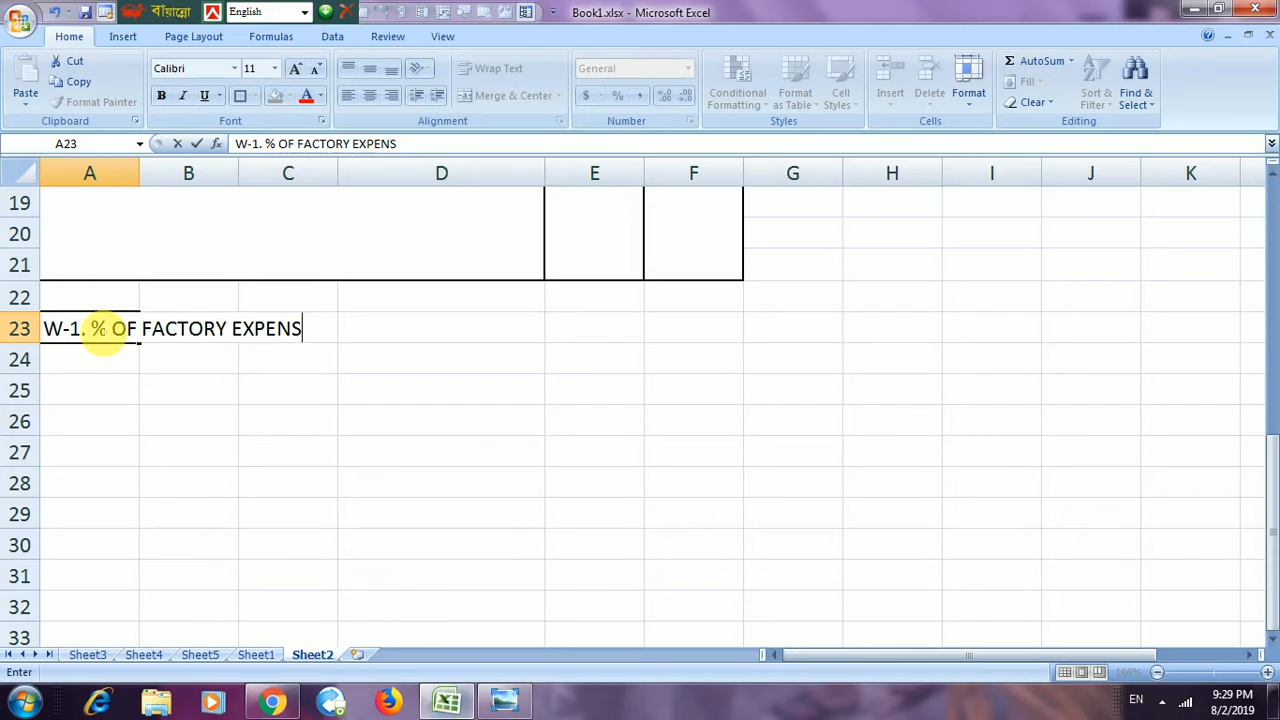 বায়ান্নো English Book1.xlsx - Microsoft Excel
Home Insert Page Layout Formulas Data Review View
Paste Cut Copy Format Painter Clipboard
Calibri 11 B I U A Font
Wrap Text Merge & Center Alignment
General $ % , Number
Conditional Formatting Format as Table Cell Styles Styles
Insert Delete Format Cells
Σ AutoSum Fill Clear Sort & Filter Find & Select Editing
A23 fx W-1. % OF FACTORY EXPENS
A B C D E F G H I J K
19
20
21
22
23 W-1. % OF FACTORY EXPENS
24
25
26
27
28
29
30
31
32
33
Sheet3 Sheet4 Sheet5 Sheet1 Sheet2
Enter
EN 9:29 PM
8/2/2019